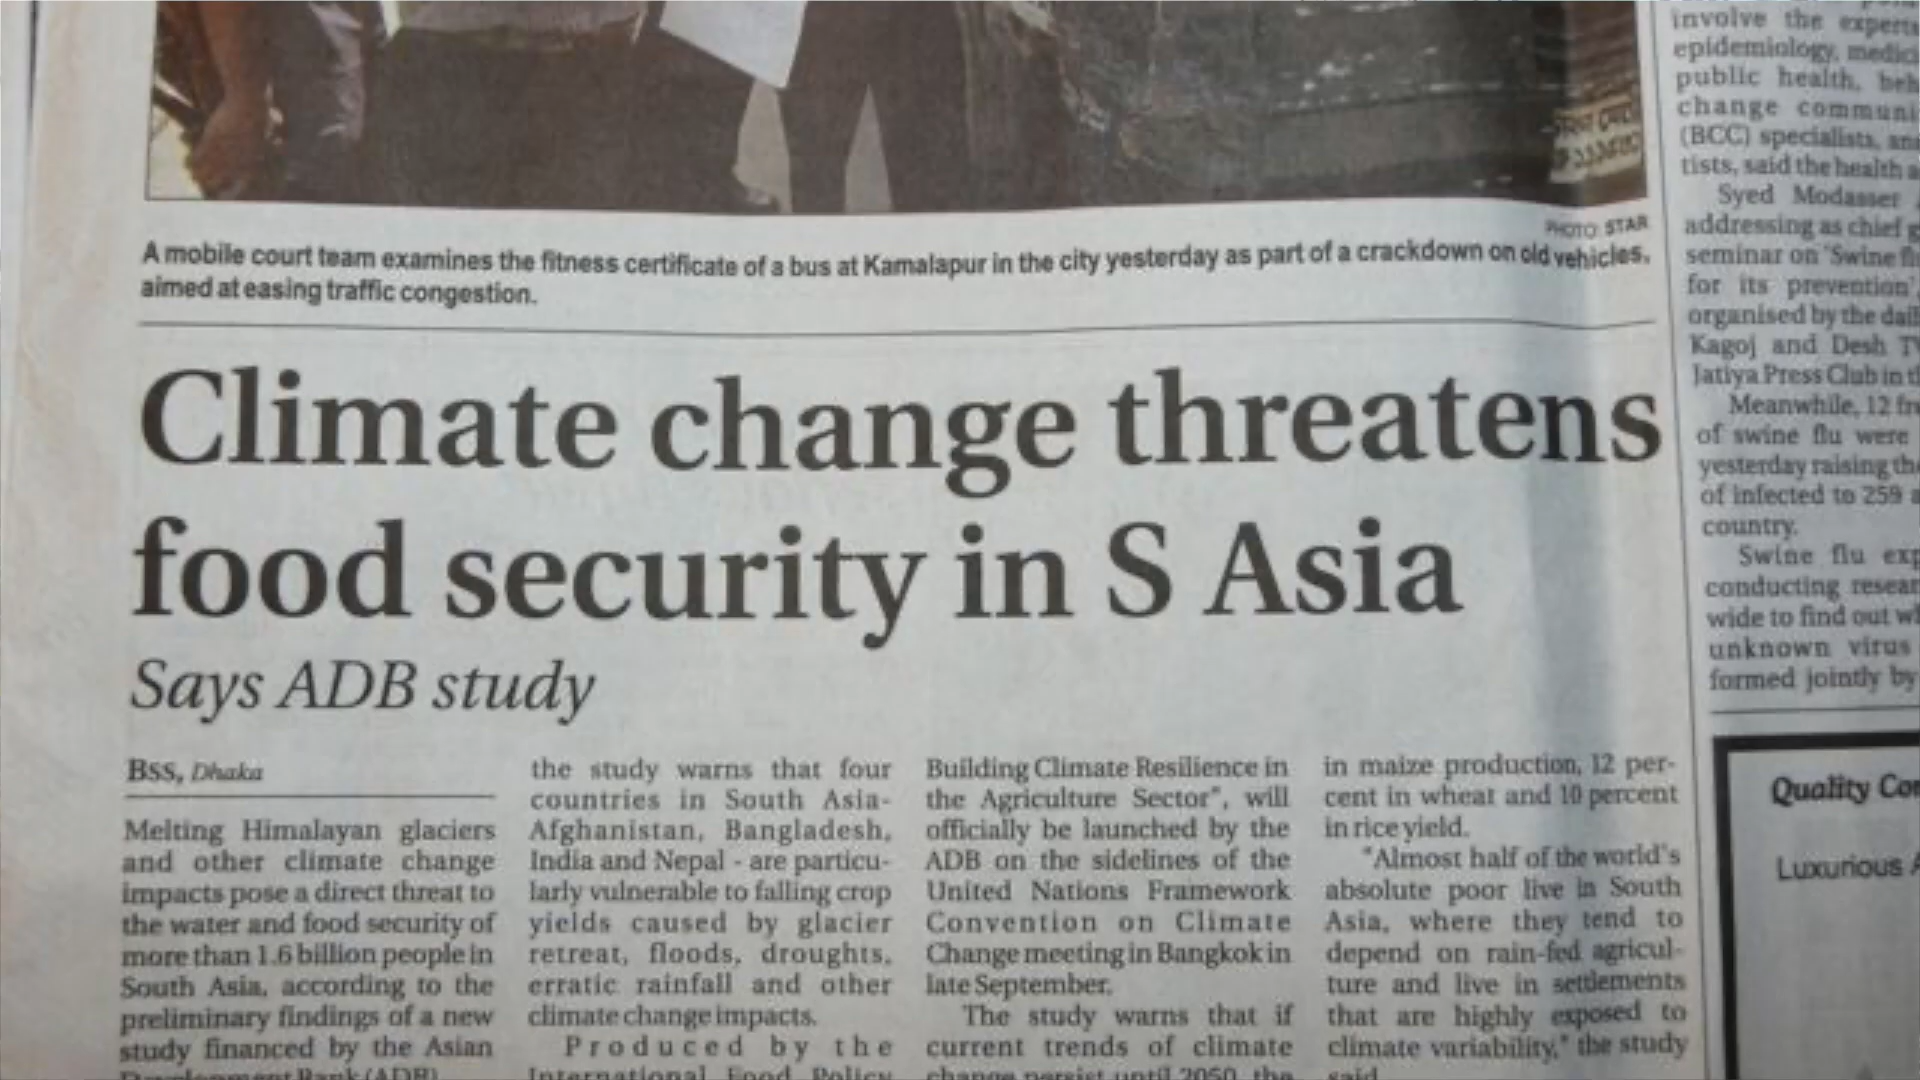 PHOTO: STAR
A mobile court team examines the fitness certificate of a bus at Kamalapur in the city yesterday as part of a crackdown on old vehicles,
aimed at easing traffic congestion.
Climate change threatens
food security in S Asia
Says ADB study
BSS, Dhaka
Melting Himalayan glaciers
and other climate change
impacts pose a direct threat to
the water and food security of
more than 1.6 billion people in
South Asia, according to the
preliminary findings of a new
study financed by the Asian
Development Bank (ADB)
the study warns that four
countries in South Asia-
Afghanistan, Bangladesh,
India and Nepal - are particu-
larly vulnerable to falling crop
yields caused by glacier
retreat, floods, droughts,
erratic rainfall and other
climate change impacts.
Produced by the
International Food Policy
Building Climate Resilience in
the Agriculture Sector", will
officially be launched by the
ADB on the sidelines of the
United Nations Framework
Convention on Climate
Change meeting in Bangkok in
late September.
The study warns that if
current trends of climate
change persist until 2050, the
in maize production, 12 per-
cent in wheat and 10 percent
in rice yield.
"Almost half of the world's
absolute poor live in South
Asia, where they tend to
depend on rain-fed agricul-
ture and live in settlements
that are highly exposed to
climate variability," the study
said.
involve the experts
epidemiology,
public health,
change
(BCC) specialists,
tists, said the health
Syed Modasser
addressing as chief
seminar on 'Swine
for its prevention',
organised by the
Kagoj and Desh
Jatiya Press Club in
Meanwhile, 12
of swine flu were
yesterday raising
of infected to 259
country.
Swine flu
conducting
wide to find out
unknown virus
formed jointly by
Quality
Luxurious